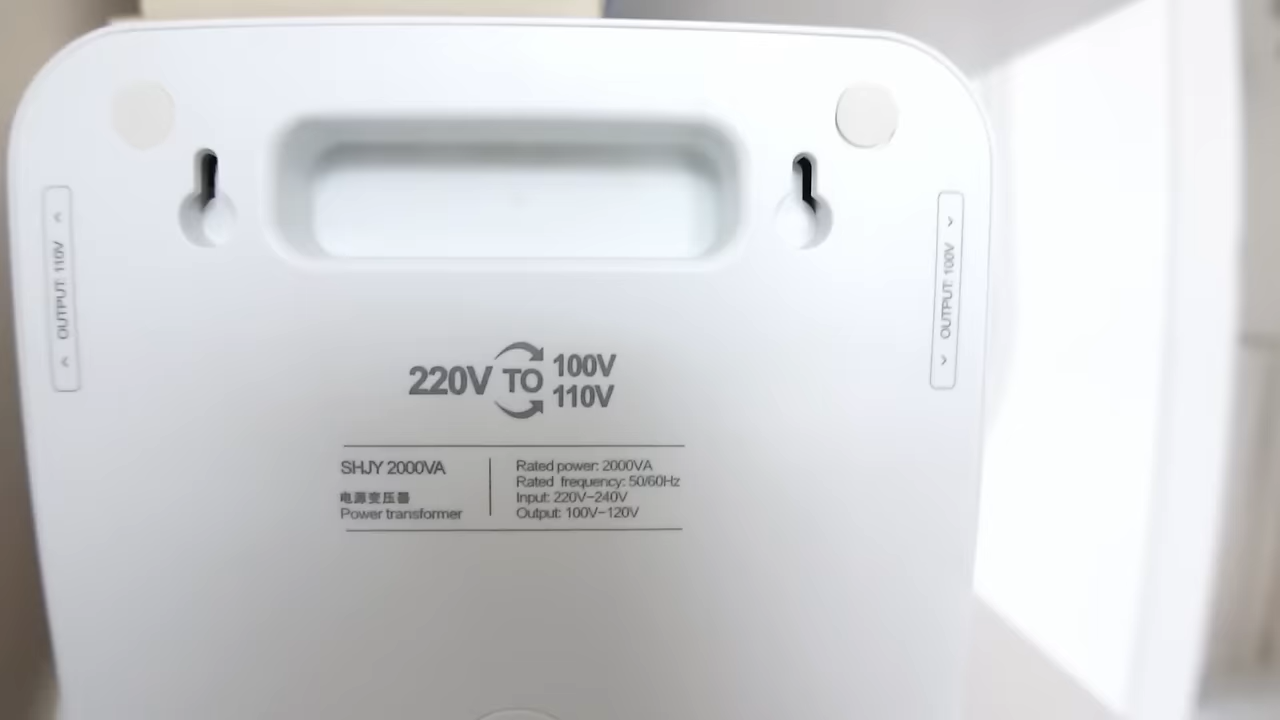 < OUTPUT: 110V <
< OUTPUT: 100V >
220V TO 100V
110V
SHJY 2000VA
电源变压器
Power transformer
Rated power: 2000VA
Rated frequency: 50/60Hz
Input: 220V-240V
Output: 100V-120V